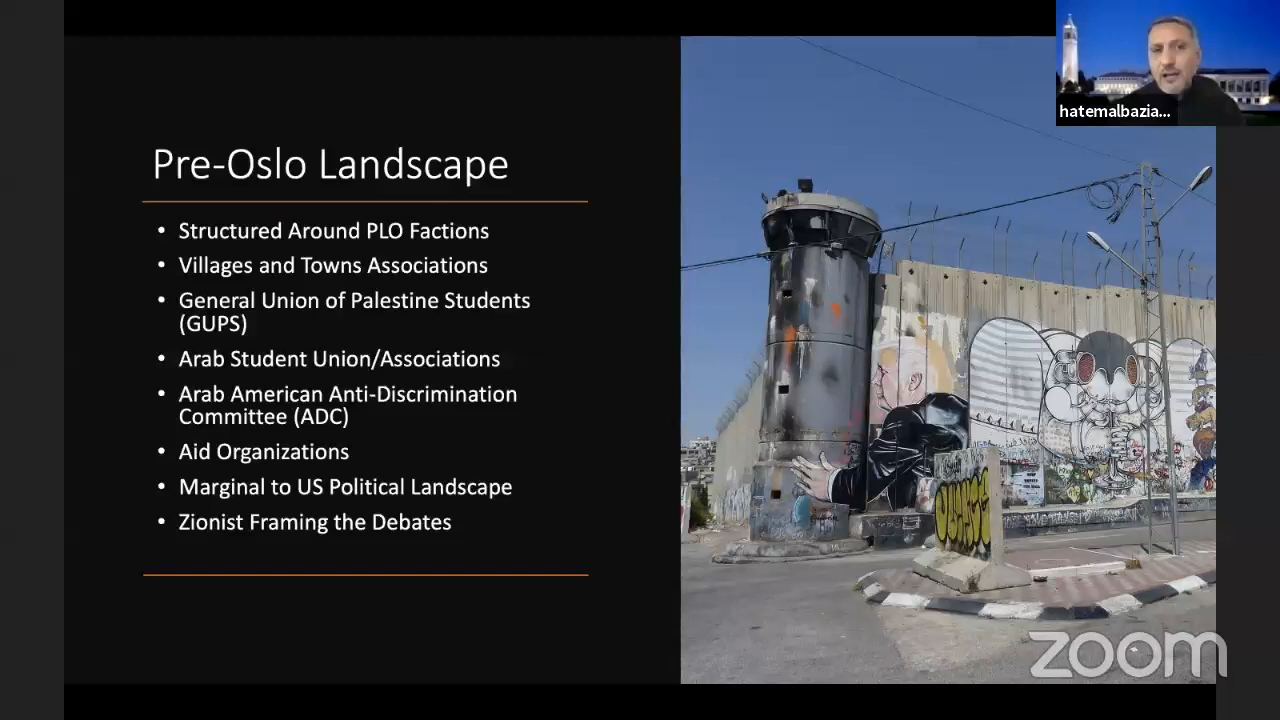 hatemalbazia...
Pre-Oslo Landscape
• Structured Around PLO Factions
• Villages and Towns Associations
• General Union of Palestine Students
(GUPS)
• Arab Student Union/Associations
• Arab American Anti-Discrimination
Committee (ADC)
• Aid Organizations
• Marginal to US Political Landscape
• Zionist Framing the Debates
zoom